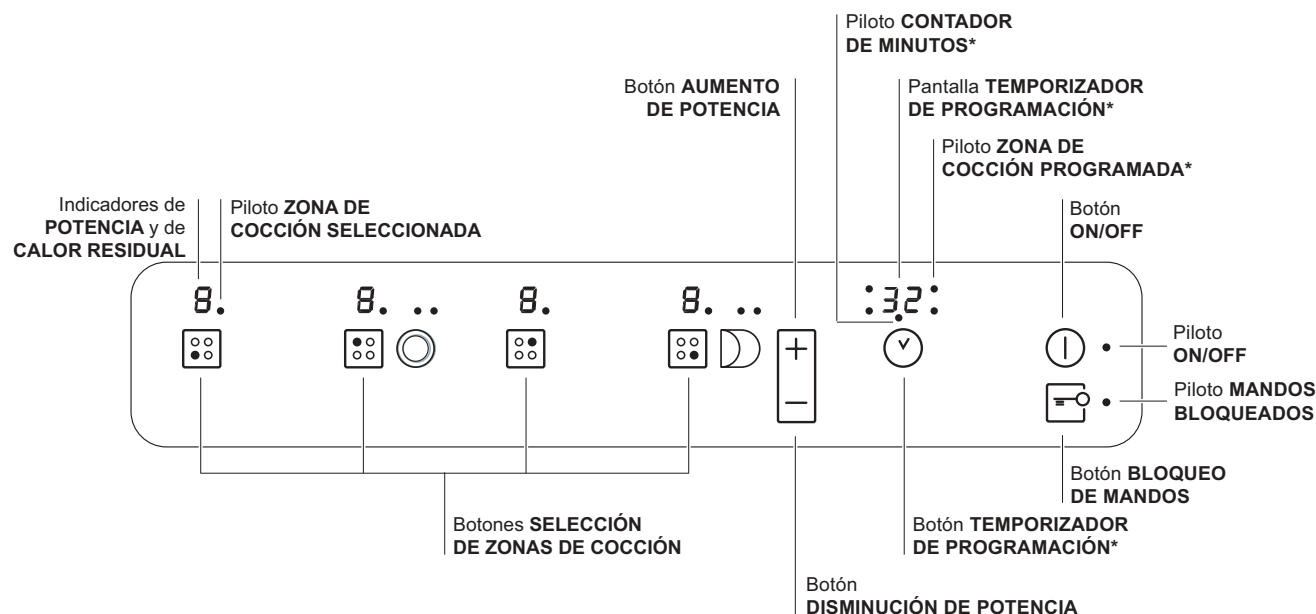 Piloto CONTADOR
DE MINUTOS*
Botón AUMENTO
DE POTENCIA
Pantalla TEMPORIZADOR
DE PROGRAMACIÓN*
Piloto ZONA DE
COCCIÓN PROGRAMADA*
Indicadores de
POTENCIA y de
CALOR RESIDUAL
Piloto ZONA DE
COCCIÓN SELECCIONADA
Botón
ON/OFF
8. 8. 8. 8. 32
+
−
Piloto
ON/OFF
Piloto MANDOS
BLOQUEADOS
Botón BLOQUEO
DE MANDOS
Botones SELECCIÓN
DE ZONAS DE COCCIÓN
Botón TEMPORIZADOR
DE PROGRAMACIÓN*
Botón
DISMINUCIÓN DE POTENCIA